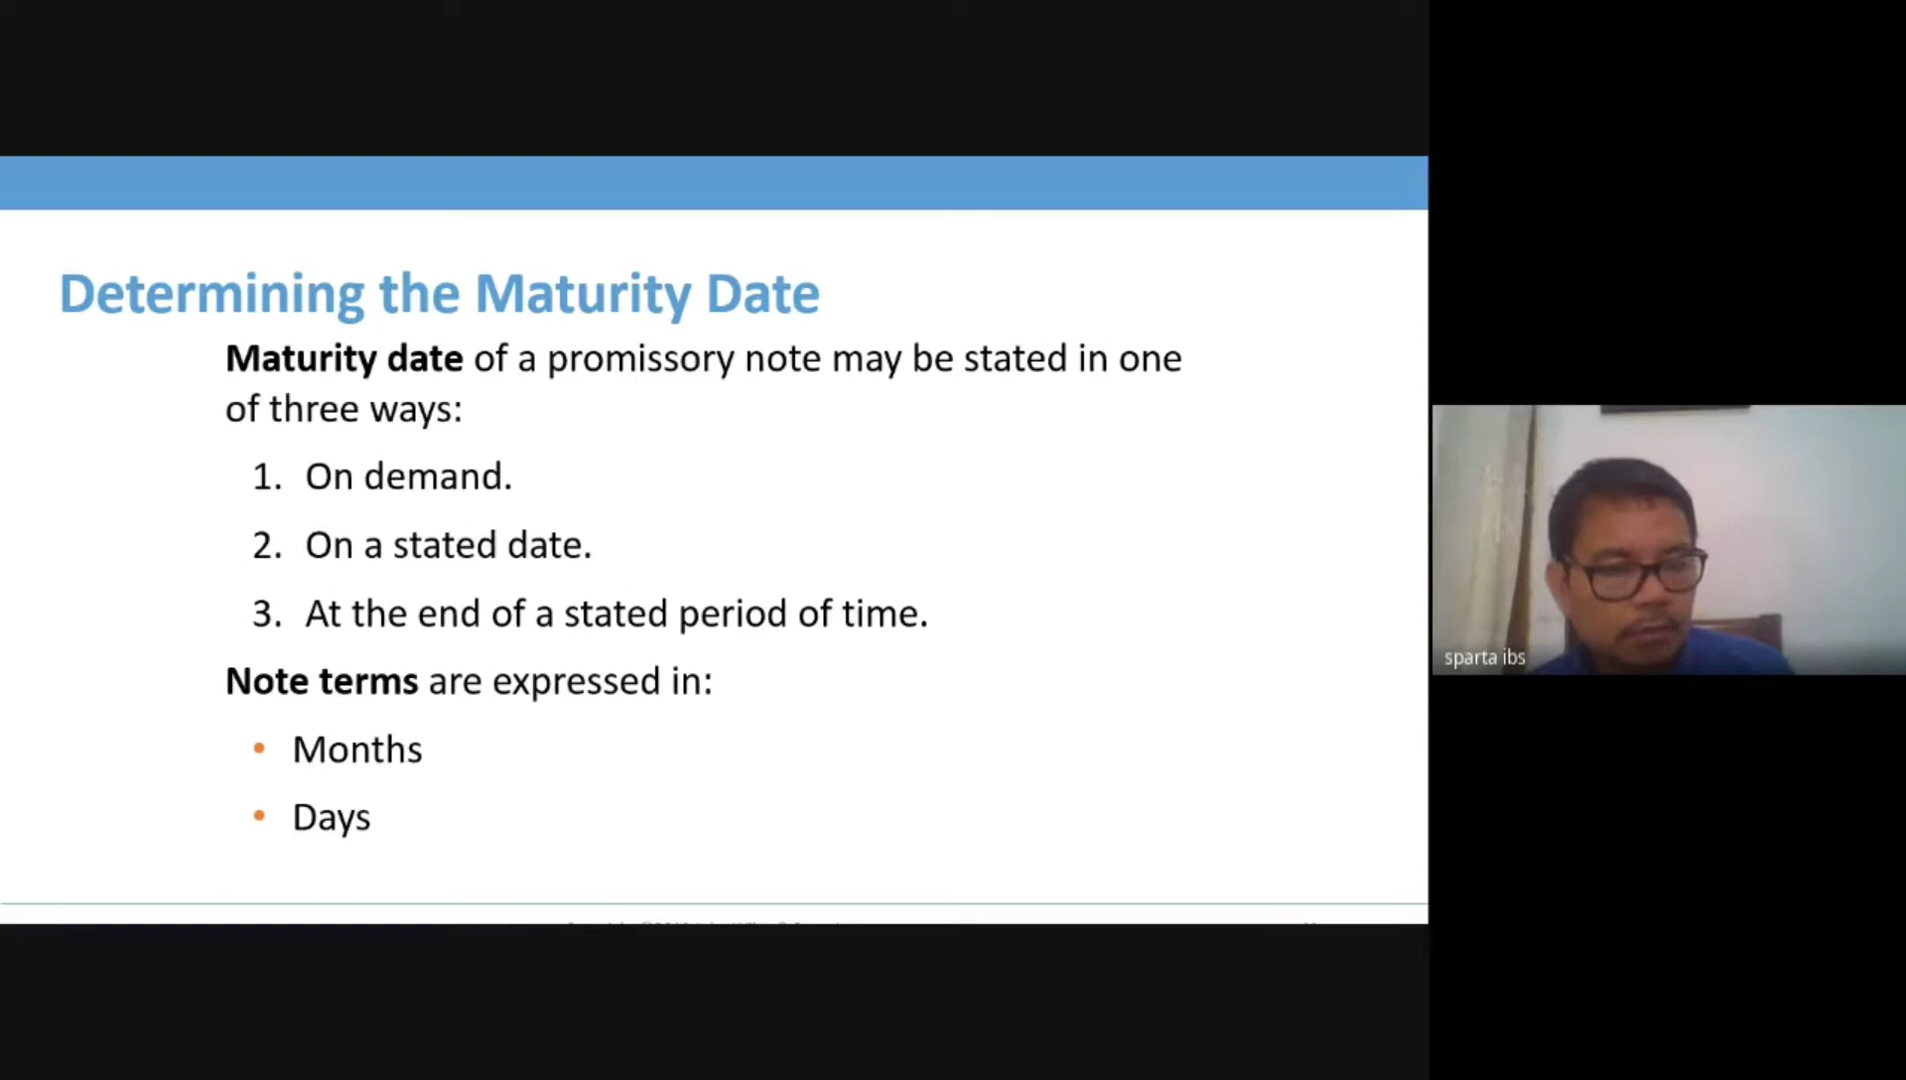 Determining the Maturity Date
Maturity date of a promissory note may be stated in one
of three ways:
1. On demand.
2. On a stated date.
3. At the end of a stated period of time.
Note terms are expressed in:
• Months
• Days
sparta ibs